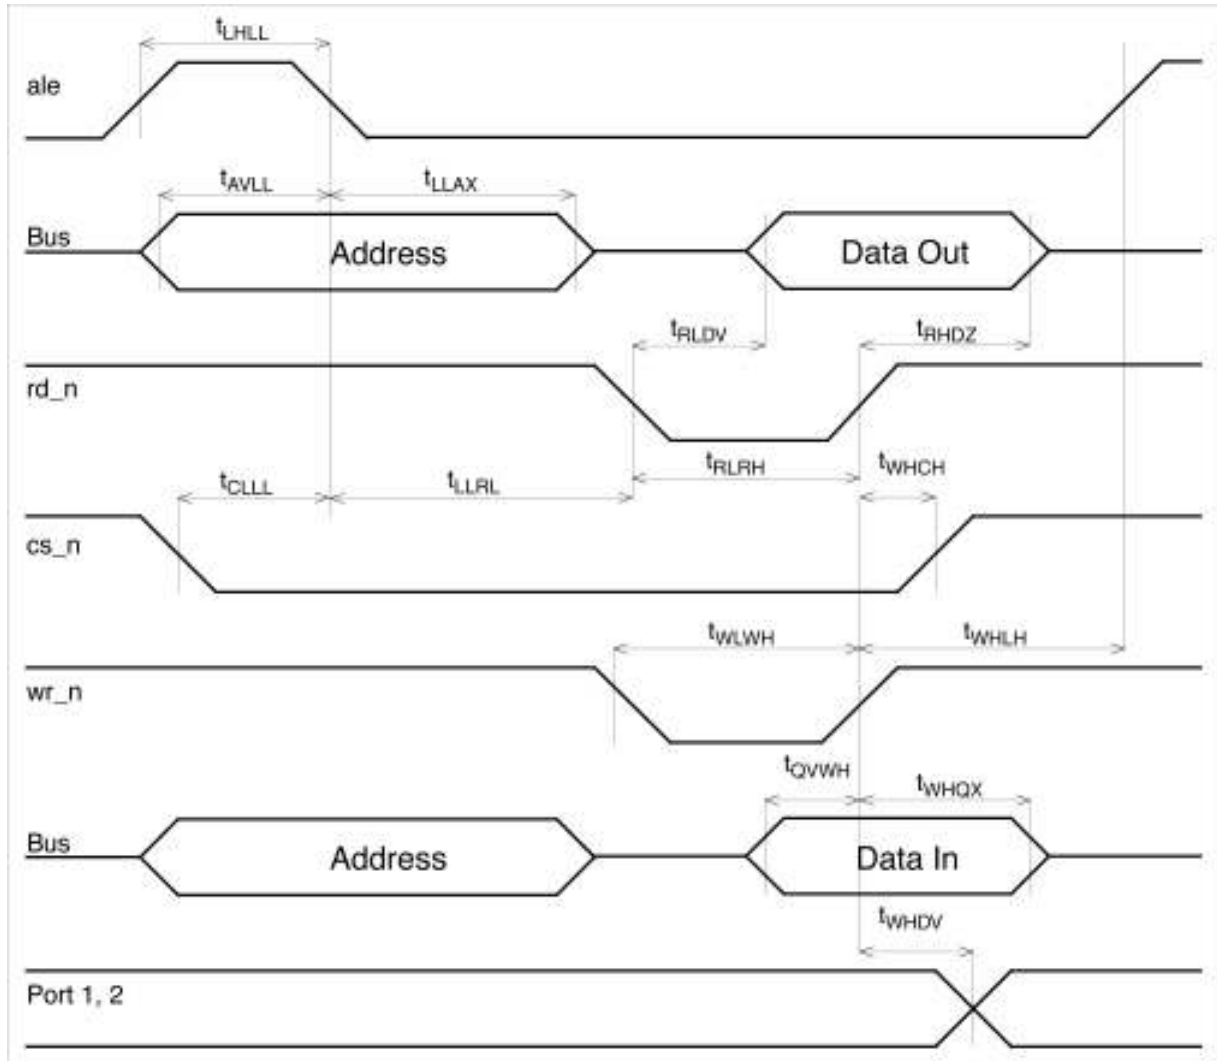 tLHLL
ale
tAVLL tLLAX
Bus Address Data Out
tRLDV tRHDZ
rd_n
tCLLL tLLRL tRLRH tWHCH
cs_n
tWLWH tWHLH
wr_n
tQVWH tWHQX
Bus Address Data In
tWHDV
Port 1, 2